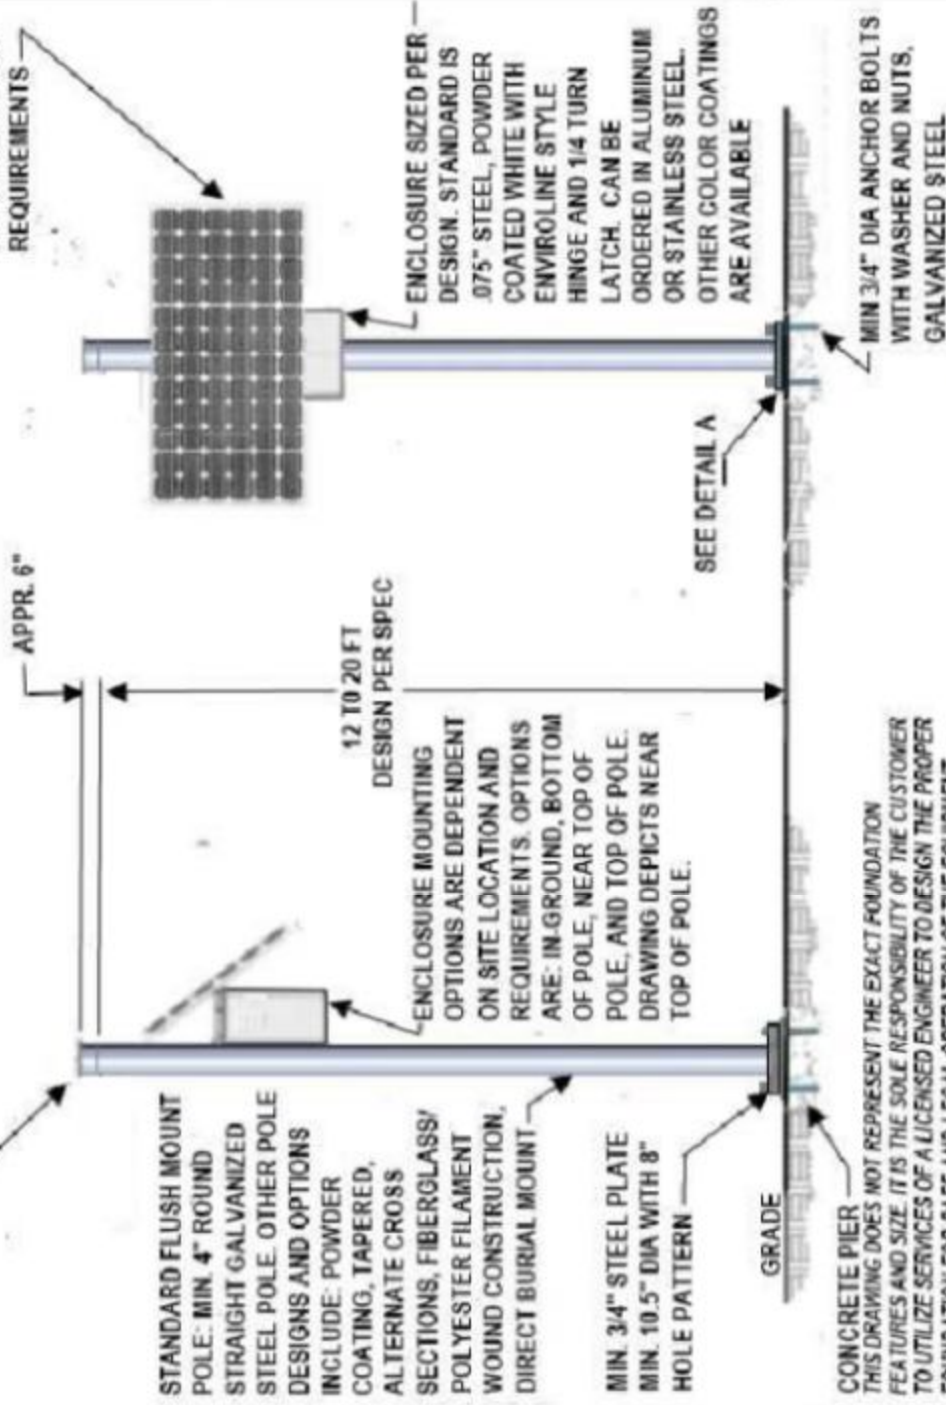 REQUIREMENTS
APPR. 6"
ENCLOSURE SIZED PER
DESIGN. STANDARD IS
.075" STEEL, POWDER
COATED WHITE WITH
ENVIROLINE STYLE
HINGE AND 1/4 TURN
LATCH. CAN BE
ORDERED IN ALUMINUM
OR STAINLESS STEEL.
OTHER COLOR COATINGS
ARE AVAILABLE
STANDARD FLUSH MOUNT
POLE: MIN. 4" ROUND
STRAIGHT GALVANIZED
STEEL POLE. OTHER POLE
DESIGNS AND OPTIONS
INCLUDE: POWDER
COATING, TAPERED,
ALTERNATE CROSS
SECTIONS, FIBERGLASS/
POLYESTER FILAMENT
WOUND CONSTRUCTION,
DIRECT BURIAL MOUNT
12 TO 20 FT
DESIGN PER SPEC
ENCLOSURE MOUNTING
OPTIONS ARE DEPENDENT
ON SITE LOCATION AND
REQUIREMENTS. OPTIONS
ARE: IN-GROUND, BOTTOM
OF POLE, NEAR TOP OF
POLE, AND TOP OF POLE.
DRAWING DEPICTS NEAR
TOP OF POLE.
MIN. 3/4" STEEL PLATE
MIN. 10.5" DIA WITH 8"
HOLE PATTERN
SEE DETAIL A
GRADE
MIN 3/4" DIA ANCHOR BOLTS
WITH WASHER AND NUTS,
GALVANIZED STEEL
CONCRETE PIER
THIS DRAWING DOES NOT REPRESENT THE EXACT FOUNDATION
FEATURES AND SIZE. IT IS THE SOLE RESPONSIBILITY OF THE CUSTOMER
TO UTILIZE SERVICES OF A LICENSED ENGINEER TO DESIGN THE PROPER